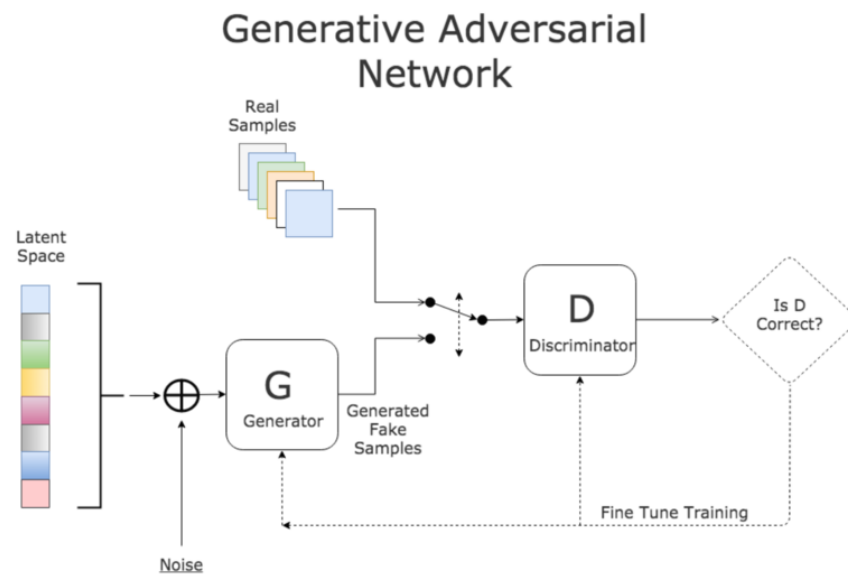 Generative Adversarial
Network
Real
Samples
Latent
Space
G
Generator
Generated
Fake
Samples
D
Discriminator
Is D
Correct?
Fine Tune Training
Noise